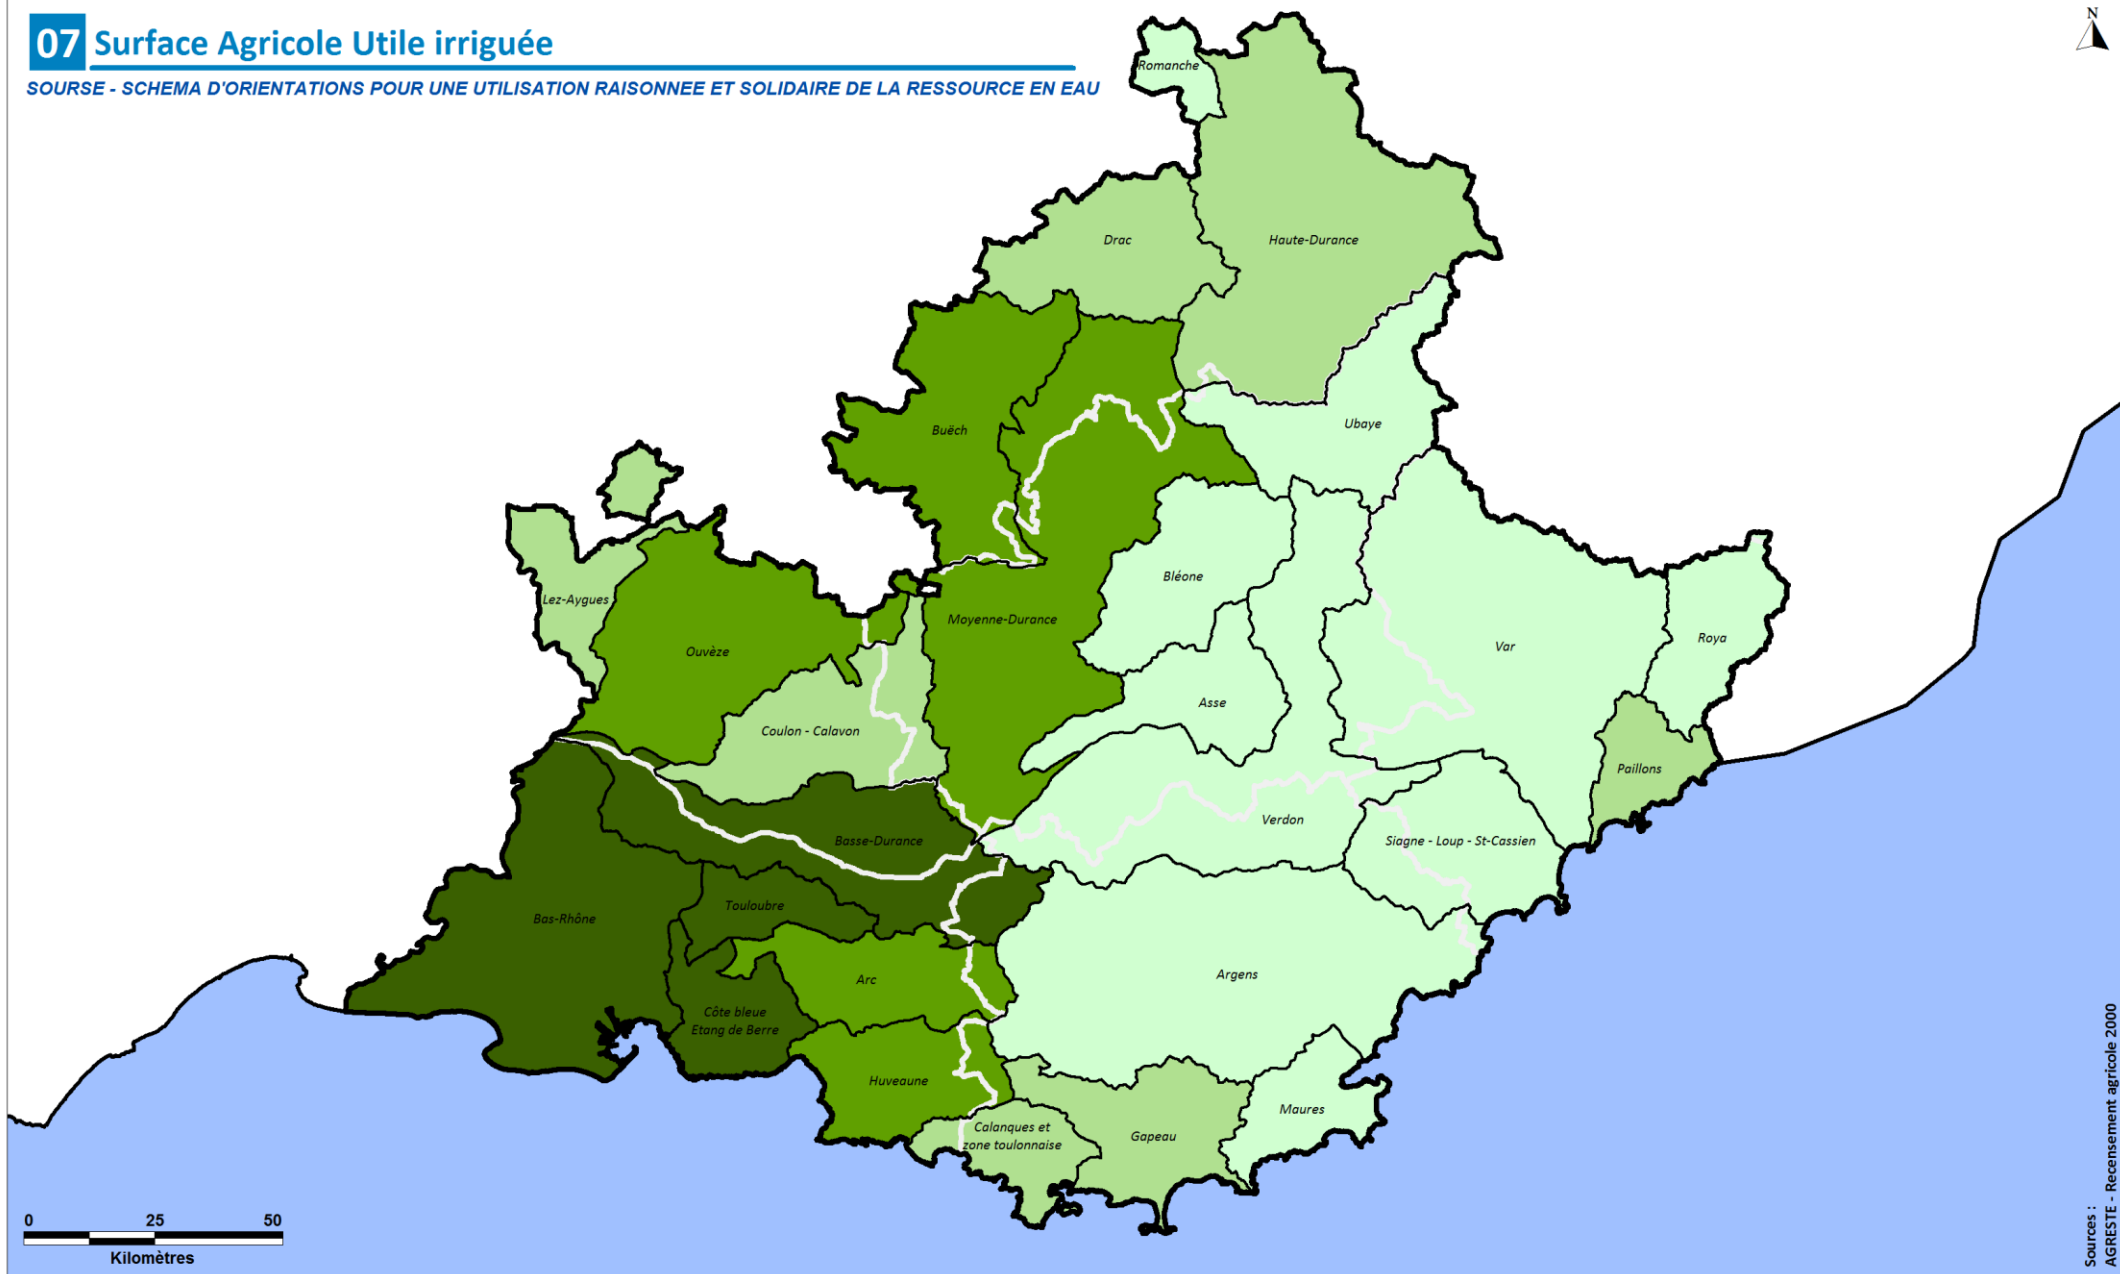 07 Surface Agricole Utile irriguée
SOURSE - SCHEMA D'ORIENTATIONS POUR UNE UTILISATION RAISONNEE ET SOLIDAIRE DE LA RESSOURCE EN EAU
N
Romanche
Drac
Haute-Durance
Ubaye
Buëch
Bléone
Lez-Aygues
Moyenne-Durance
Ouvèze
Var
Roya
Asse
Coulon - Calavon
Paillons
Verdon
Basse-Durance
Siagne - Loup - St-Cassien
Touloubre
Bas-Rhône
Argens
Arc
Côte bleue
Etang de Berre
Huveaune
Maures
Calanques et
zone toulonnaise
Gapeau
0 25 50
Kilomètres
Sources :
AGRESTE - Recensement agricole 2000